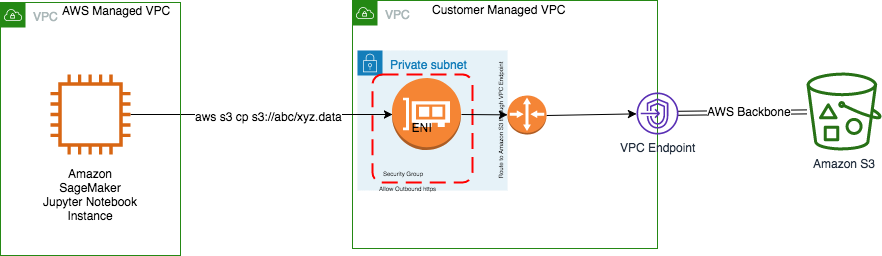 VPC
AWS Managed VPC
VPC
Customer Managed VPC
Private subnet
aws s3 cp s3://abc/xyz.data
ENI
Route to Amazon S3 through VPC Endpoint
AWS Backbone
VPC Endpoint
Amazon S3
Amazon
SageMaker
Jupyter Notebook
Instance
Security Group
Allow Outbound https